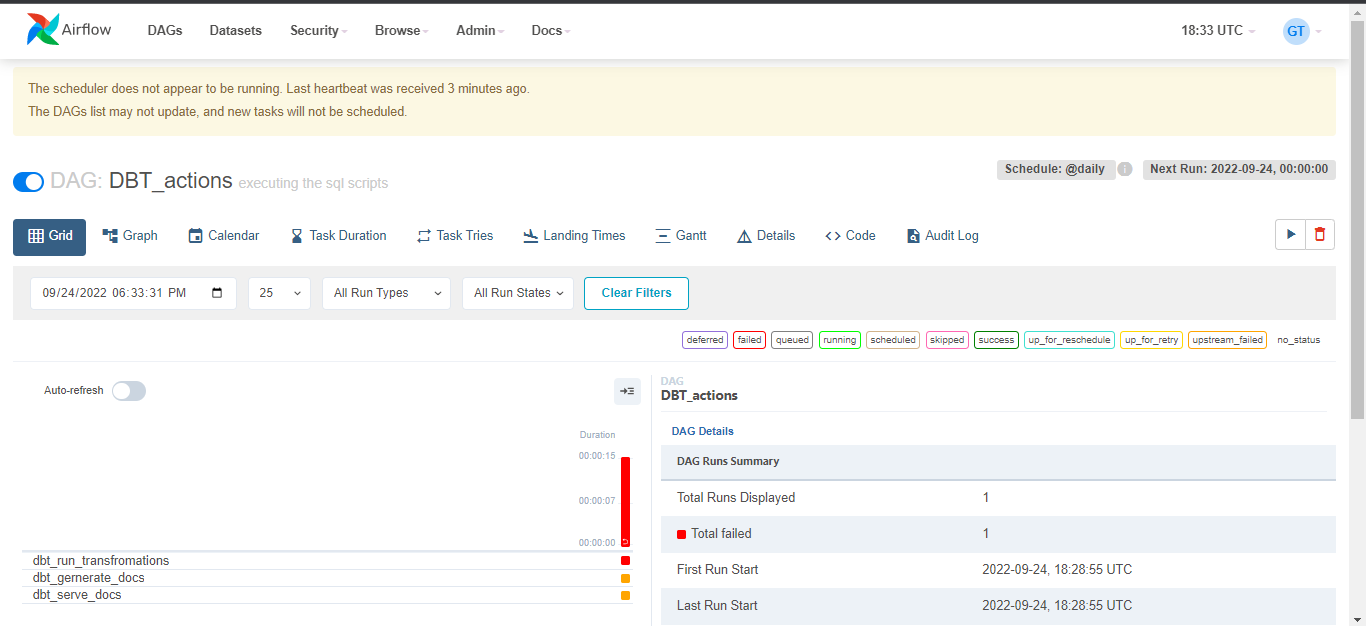 Airflow DAGs Datasets Security Browse Admin Docs 18:33 UTC GT
The scheduler does not appear to be running. Last heartbeat was received 3 minutes ago.
The DAGs list may not update, and new tasks will not be scheduled.
DAG: DBT_actions executing the sql scripts Schedule: @daily i Next Run: 2022-09-24, 00:00:00
Grid Graph Calendar Task Duration Task Tries Landing Times Gantt Details Code Audit Log
09/24/2022 06:33:31 PM 25 All Run Types All Run States Clear Filters
deferred failed queued running scheduled skipped success up_for_reschedule up_for_retry upstream_failed no_status
Auto-refresh
Duration
00:00:15
00:00:07
00:00:00
dbt_run_transfromations
dbt_gernerate_docs
dbt_serve_docs
DAG
DBT_actions
DAG Details
DAG Runs Summary
Total Runs Displayed 1
Total failed 1
First Run Start 2022-09-24, 18:28:55 UTC
Last Run Start 2022-09-24, 18:28:55 UTC